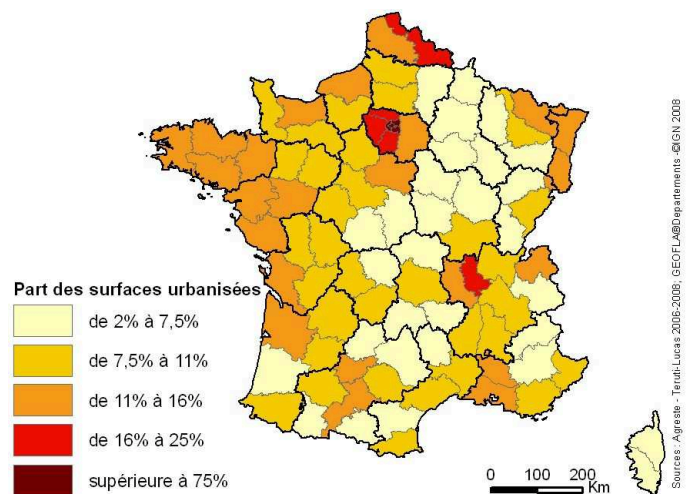 Part des surfaces urbanisées
de 2% à 7,5%
de 7,5% à 11%
de 11% à 16%
de 16% à 25%
supérieure à 75%
0 100 200
Km
Sources : Agreste - Teruti-Lucas 2006-2008; GEOFLA®Departements -©IGN 2008